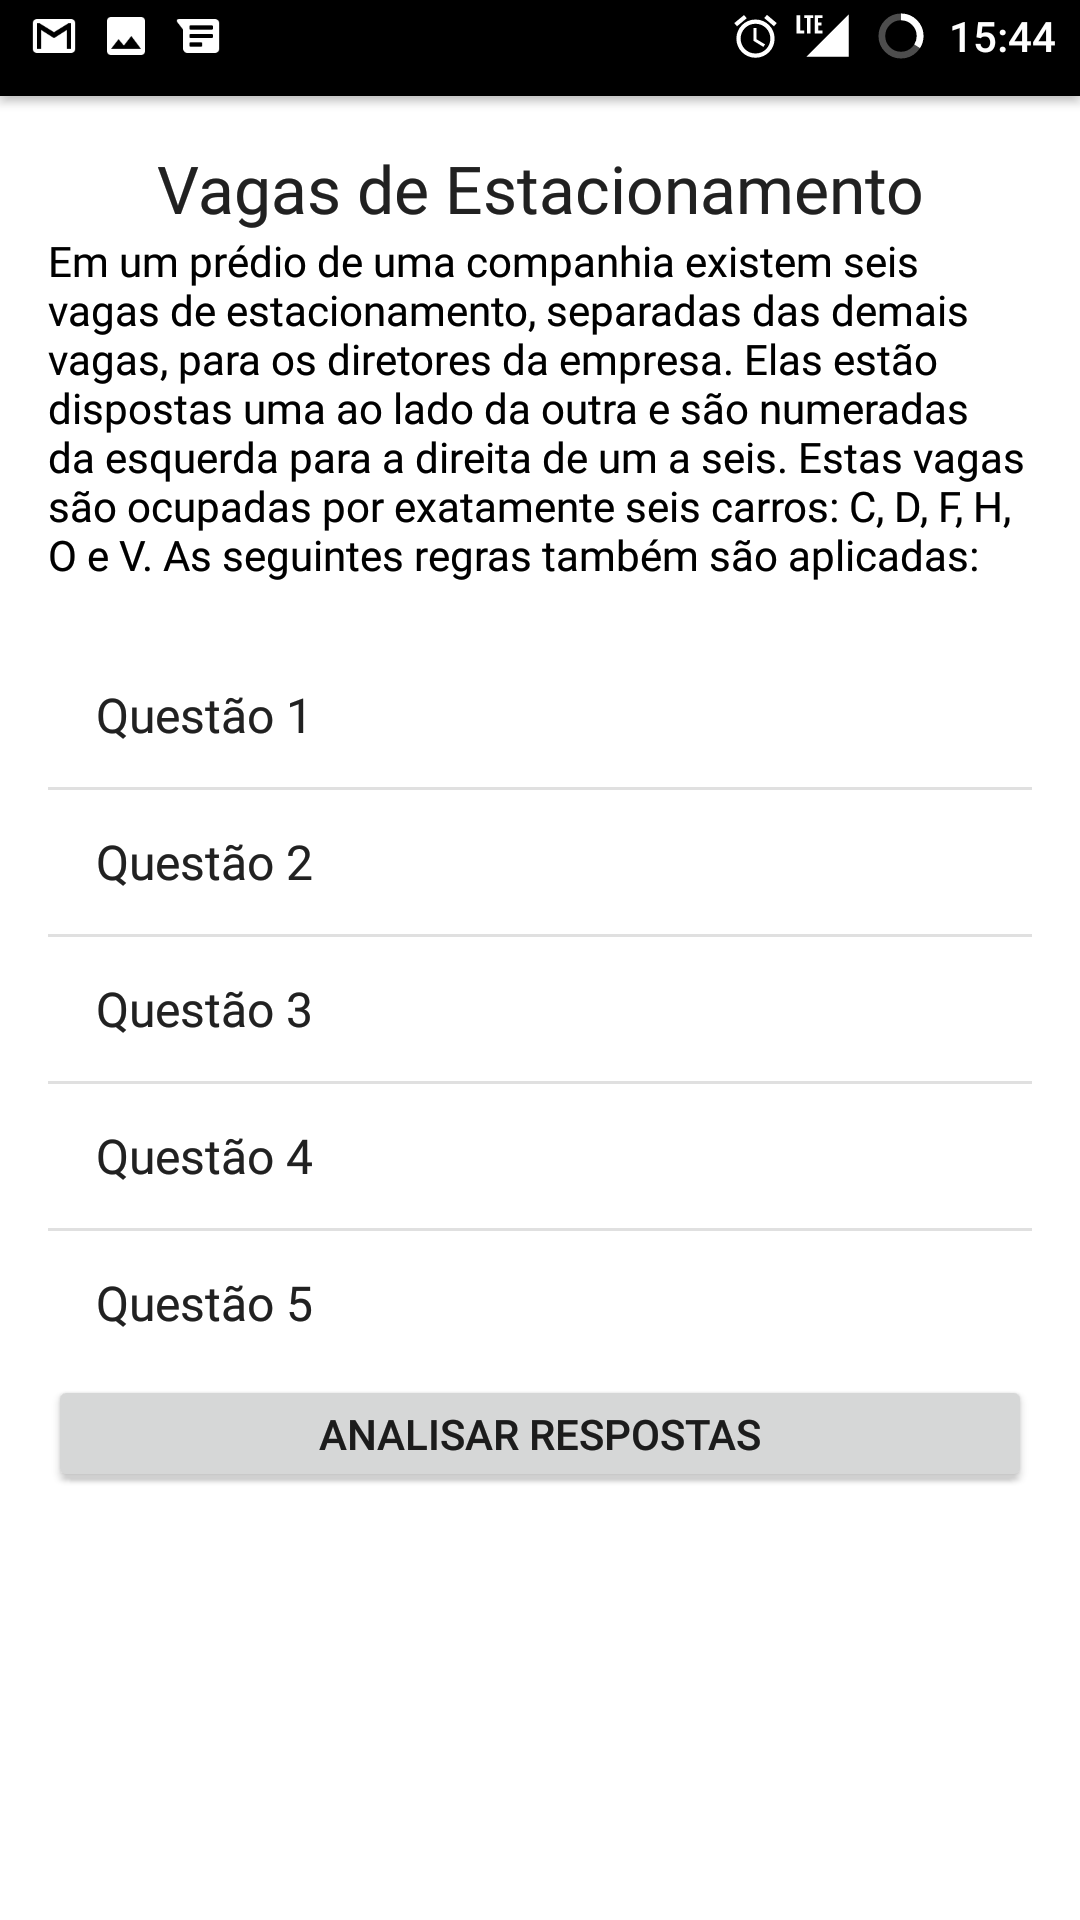 LTE 15:44
Vagas de Estacionamento
Em um prédio de uma companhia existem seis
vagas de estacionamento, separadas das demais
vagas, para os diretores da empresa. Elas estão
dispostas uma ao lado da outra e são numeradas
da esquerda para a direita de um a seis. Estas vagas
são ocupadas por exatamente seis carros: C, D, F, H,
O e V. As seguintes regras também são aplicadas:
Questão 1
Questão 2
Questão 3
Questão 4
Questão 5
ANALISAR RESPOSTAS